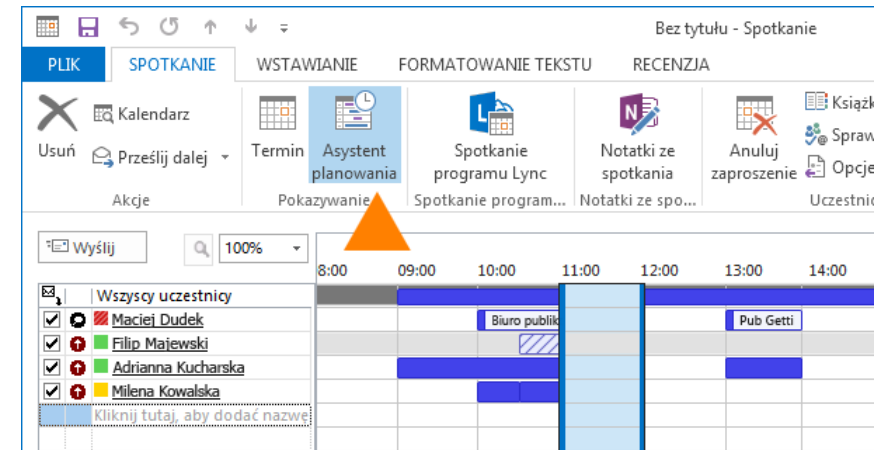 Bez tytułu - Spotkanie
PLIK SPOTKANIE WSTAWIANIE FORMATOWANIE TEKSTU RECENZJA
Usuń
Kalendarz
Prześlij dalej
Akcje
Termin
Asystent
planowania
Pokazywanie
Spotkanie
programu Lync
Spotkanie program...
Notatki ze
spotkania
Notatki ze spo...
Anuluj
zaproszenie
Książk
Spraw
Opcje
Uczestnic
Wyślij
100%
8:00 09:00 10:00 11:00 12:00 13:00 14:00
Wszyscy uczestnicy
Maciej Dudek Biuro publik Pub Getti
Filip Majewski
Adrianna Kucharska
Milena Kowalska
Kliknij tutaj, aby dodać nazwę